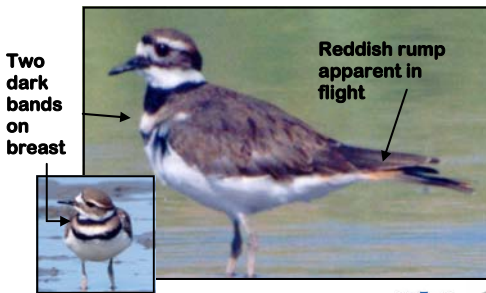 Two
dark
bands
on
breast
Reddish rump
apparent in
flight